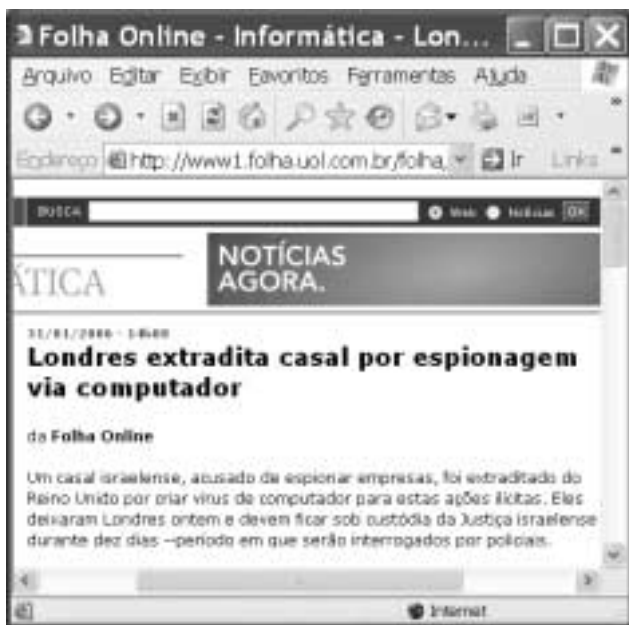 Folha Online - Informática - Lon...
Arquivo Editar Exibir Favoritos Ferramentas Ajuda
Endereço http://www1.folha.uol.com.br/folha, Ir Links
BUSCA Web Notícias OK
ÁTICA
NOTÍCIAS
AGORA.
31/01/2006 - 14h00
Londres extradita casal por espionagem
via computador
da Folha Online
Um casal israelense, acusado de espionar empresas, foi extraditado do
Reino Unido por criar vírus de computador para estas ações ilícitas. Eles
deixaram Londres ontem e devem ficar sob custódia da Justiça israelense
durante dez dias --período em que serão interrogados por policiais.
Internet